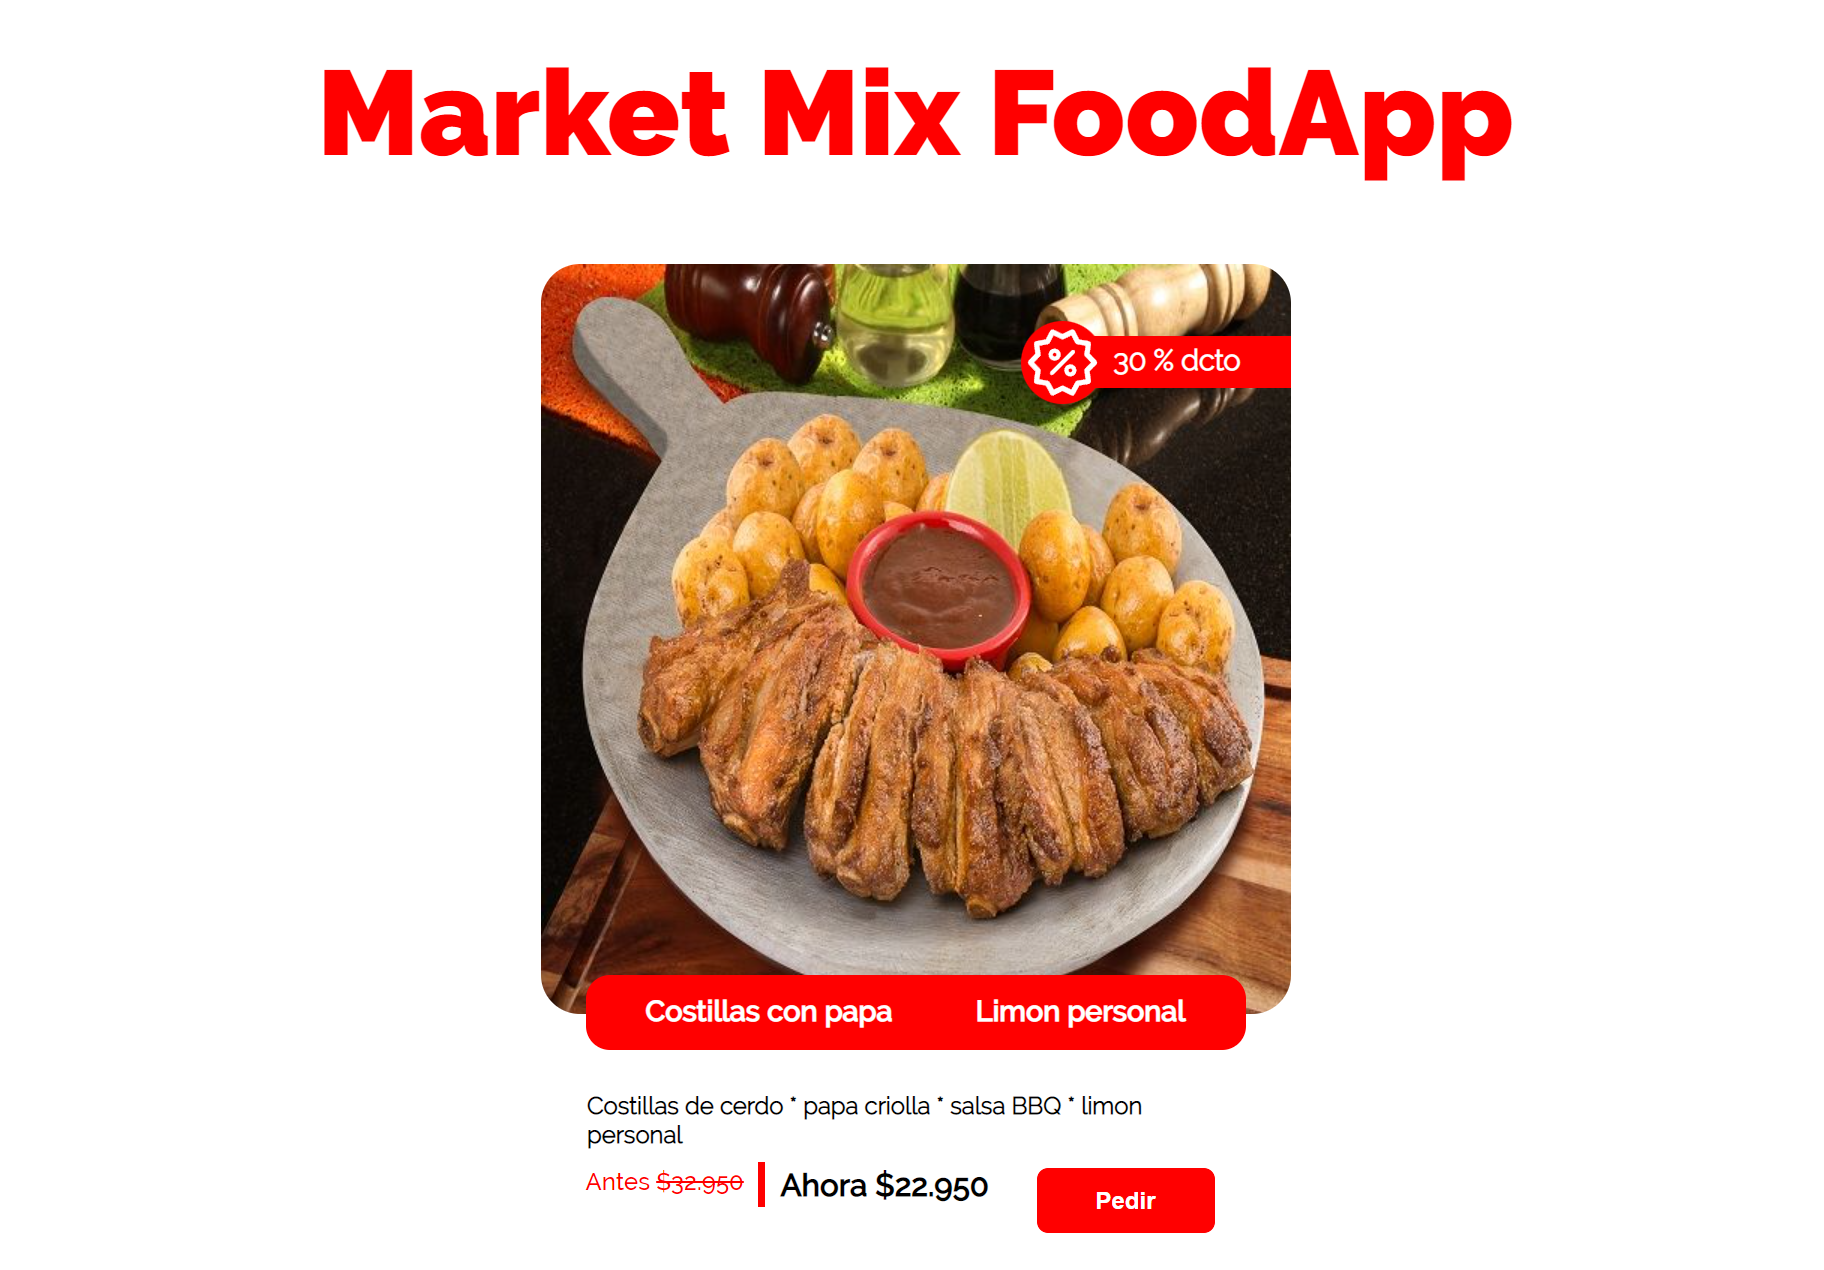 Market Mix FoodApp
30 % dcto
Costillas con papa Limon personal
Costillas de cerdo * papa criolla * salsa BBQ * limon
personal
Antes $32.950 Ahora $22.950
Pedir